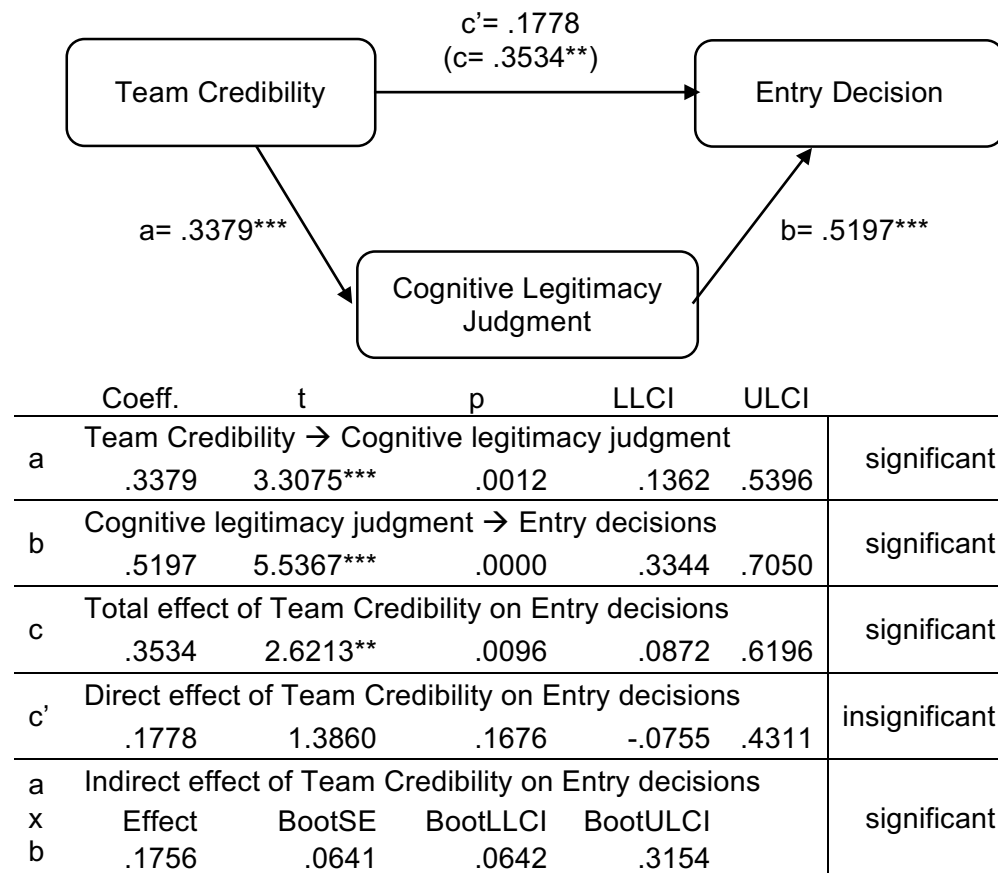 c’= .1778
(c= .3534**)
Team Credibility
Entry Decision
a= .3379***
b= .5197***
Cognitive Legitimacy
Judgment
Coeff. t p LLCI ULCI
Team Credibility → Cognitive legitimacy judgment
a
significant
.3379 3.3075*** .0012 .1362 .5396
Cognitive legitimacy judgment → Entry decisions
b
significant
.5197 5.5367*** .0000 .3344 .7050
Total effect of Team Credibility on Entry decisions
c
significant
.3534 2.6213** .0096 .0872 .6196
Direct effect of Team Credibility on Entry decisions
c’
insignificant
.1778 1.3860 .1676 -.0755 .4311
a Indirect effect of Team Credibility on Entry decisions
x Effect BootSE BootLLCI BootULCI significant
b .1756 .0641 .0642 .3154